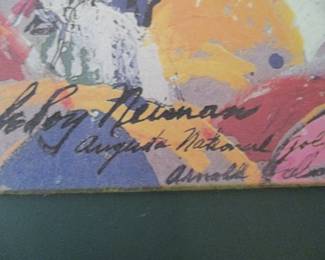 LeRoy Neiman
Augusta National Golf
Arnold